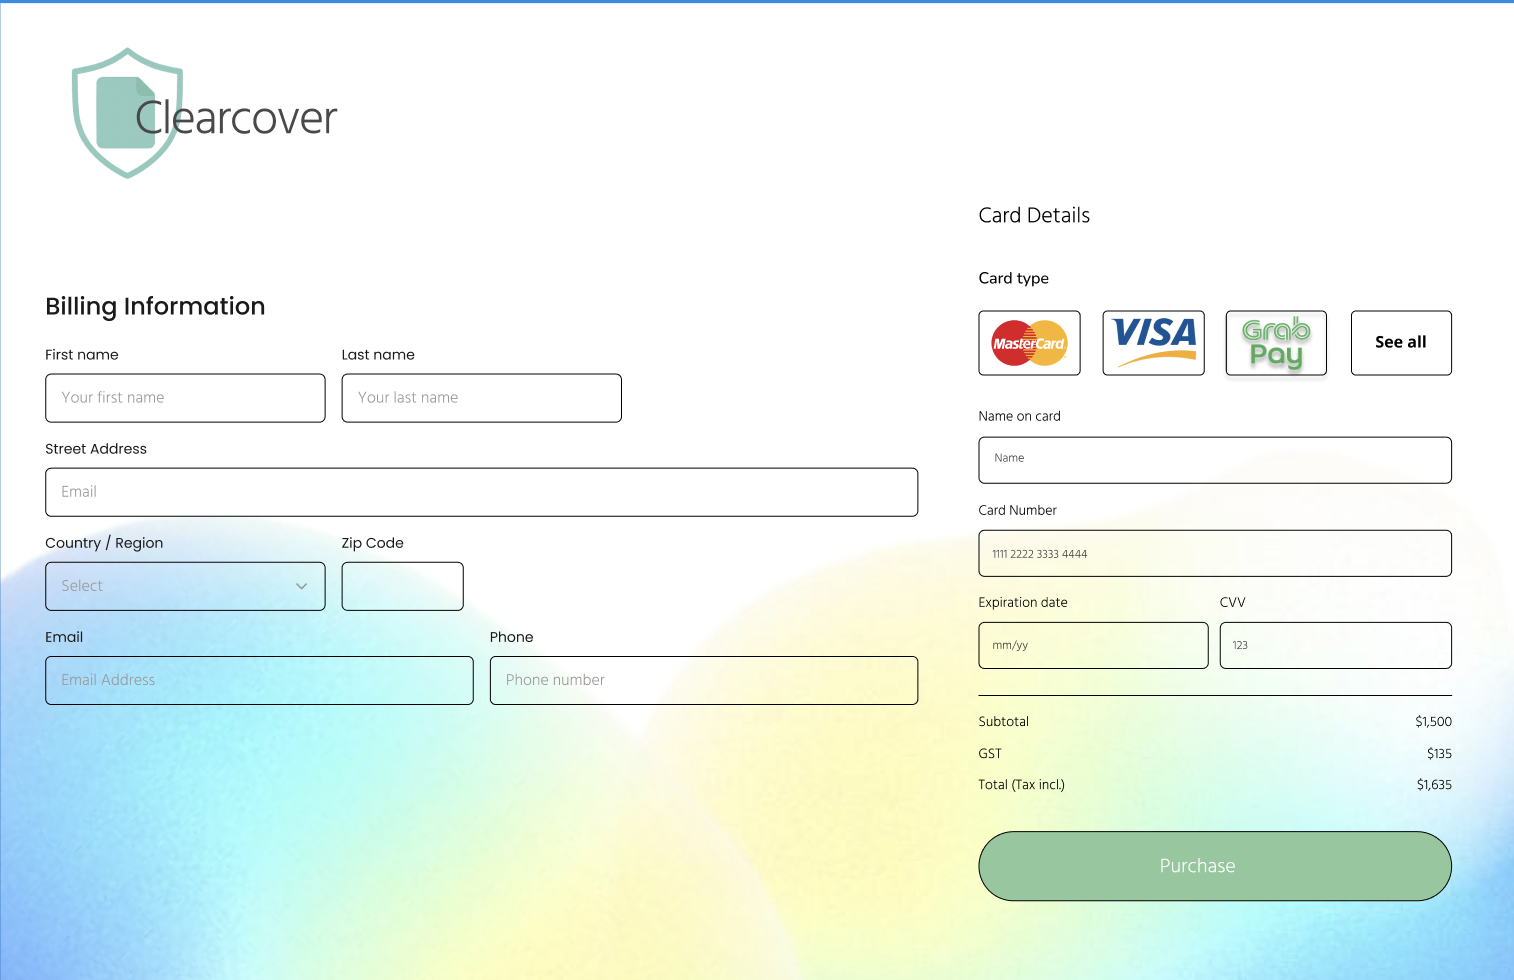 Clearcover
Billing Information
First name
Last name
Your first name
Your last name
Street Address
Email
Country / Region
Zip Code
Select
Email
Phone
Email Address
Phone number
Card Details
Card type
MasterCard
VISA
Grab
Pay
See all
Name on card
Name
Card Number
1111 2222 3333 4444
Expiration date
CVV
mm/yy
123
Subtotal $1,500
GST $135
Total (Tax incl.) $1,635
Purchase